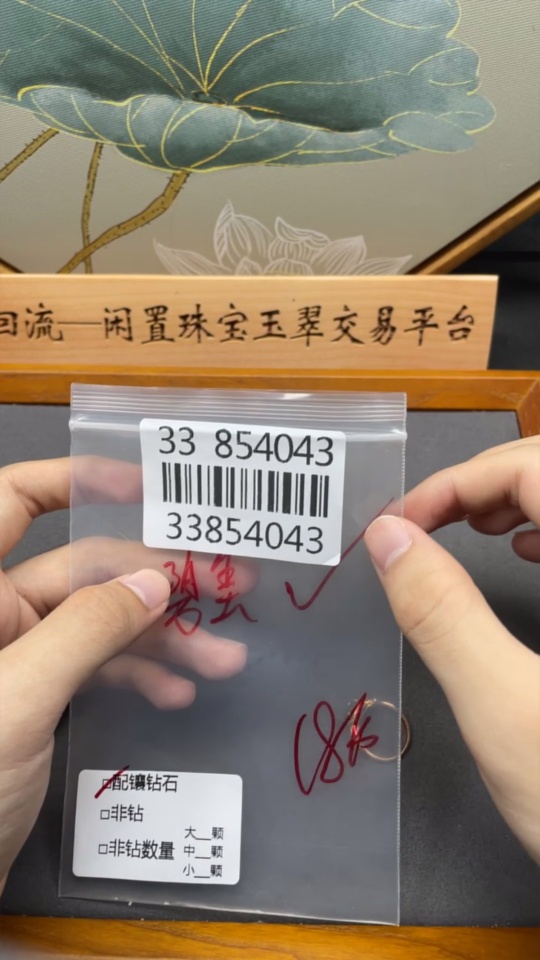 回流—闲置珠宝玉翠交易平台
33 854043
33854043
碧玺 ✓
18k
☑配镶钻石
□非钻
□非钻数量 大__颗
中__颗
小__颗